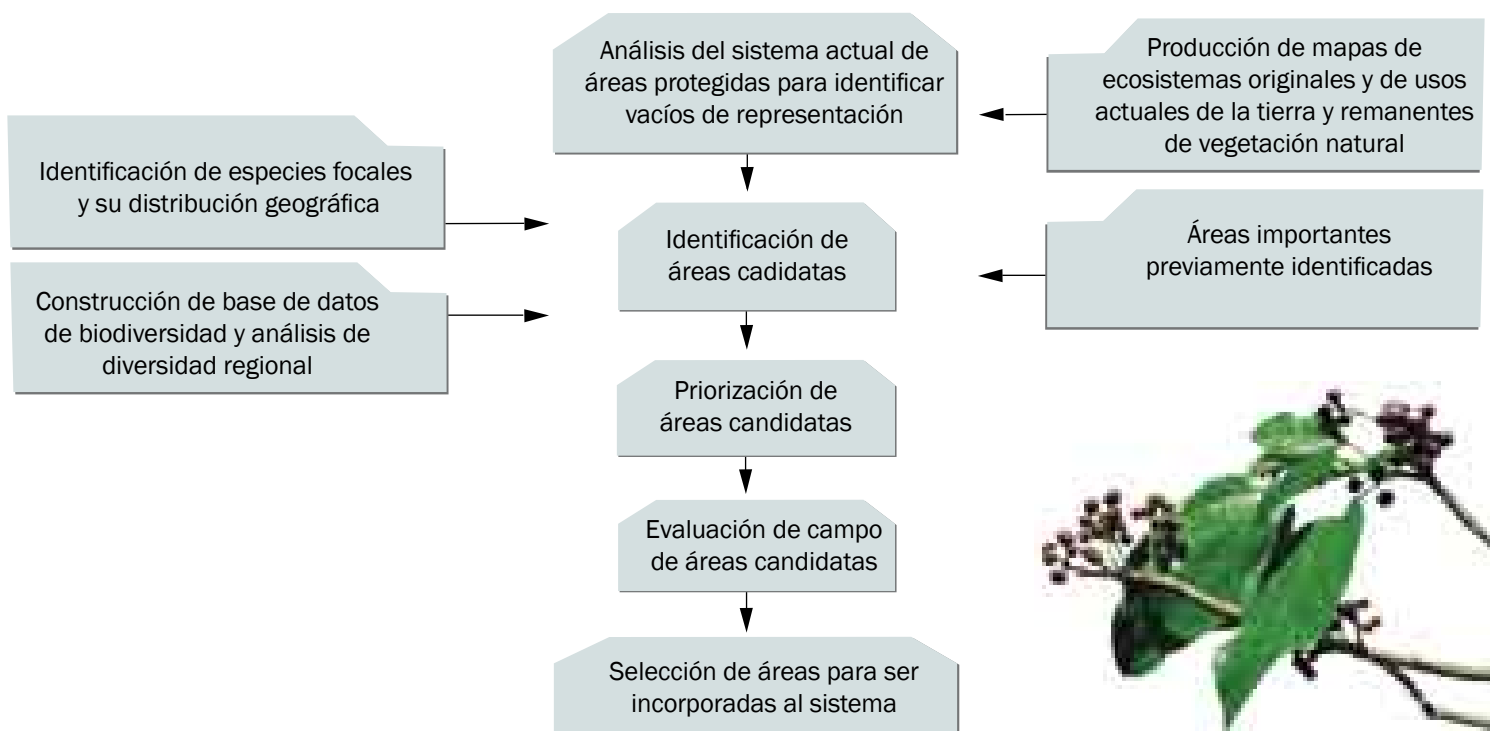 Análisis del sistema actual de
áreas protegidas para identificar
vacíos de representación
Producción de mapas de
ecosistemas originales y de usos
actuales de la tierra y remanentes
de vegetación natural
Identificación de especies focales
y su distribución geográfica
Identificación de
áreas cadidatas
Áreas importantes
previamente identificadas
Construcción de base de datos
de biodiversidad y análisis de
diversidad regional
Priorización de
áreas candidatas
Evaluación de campo
de áreas candidatas
Selección de áreas para ser
incorporadas al sistema